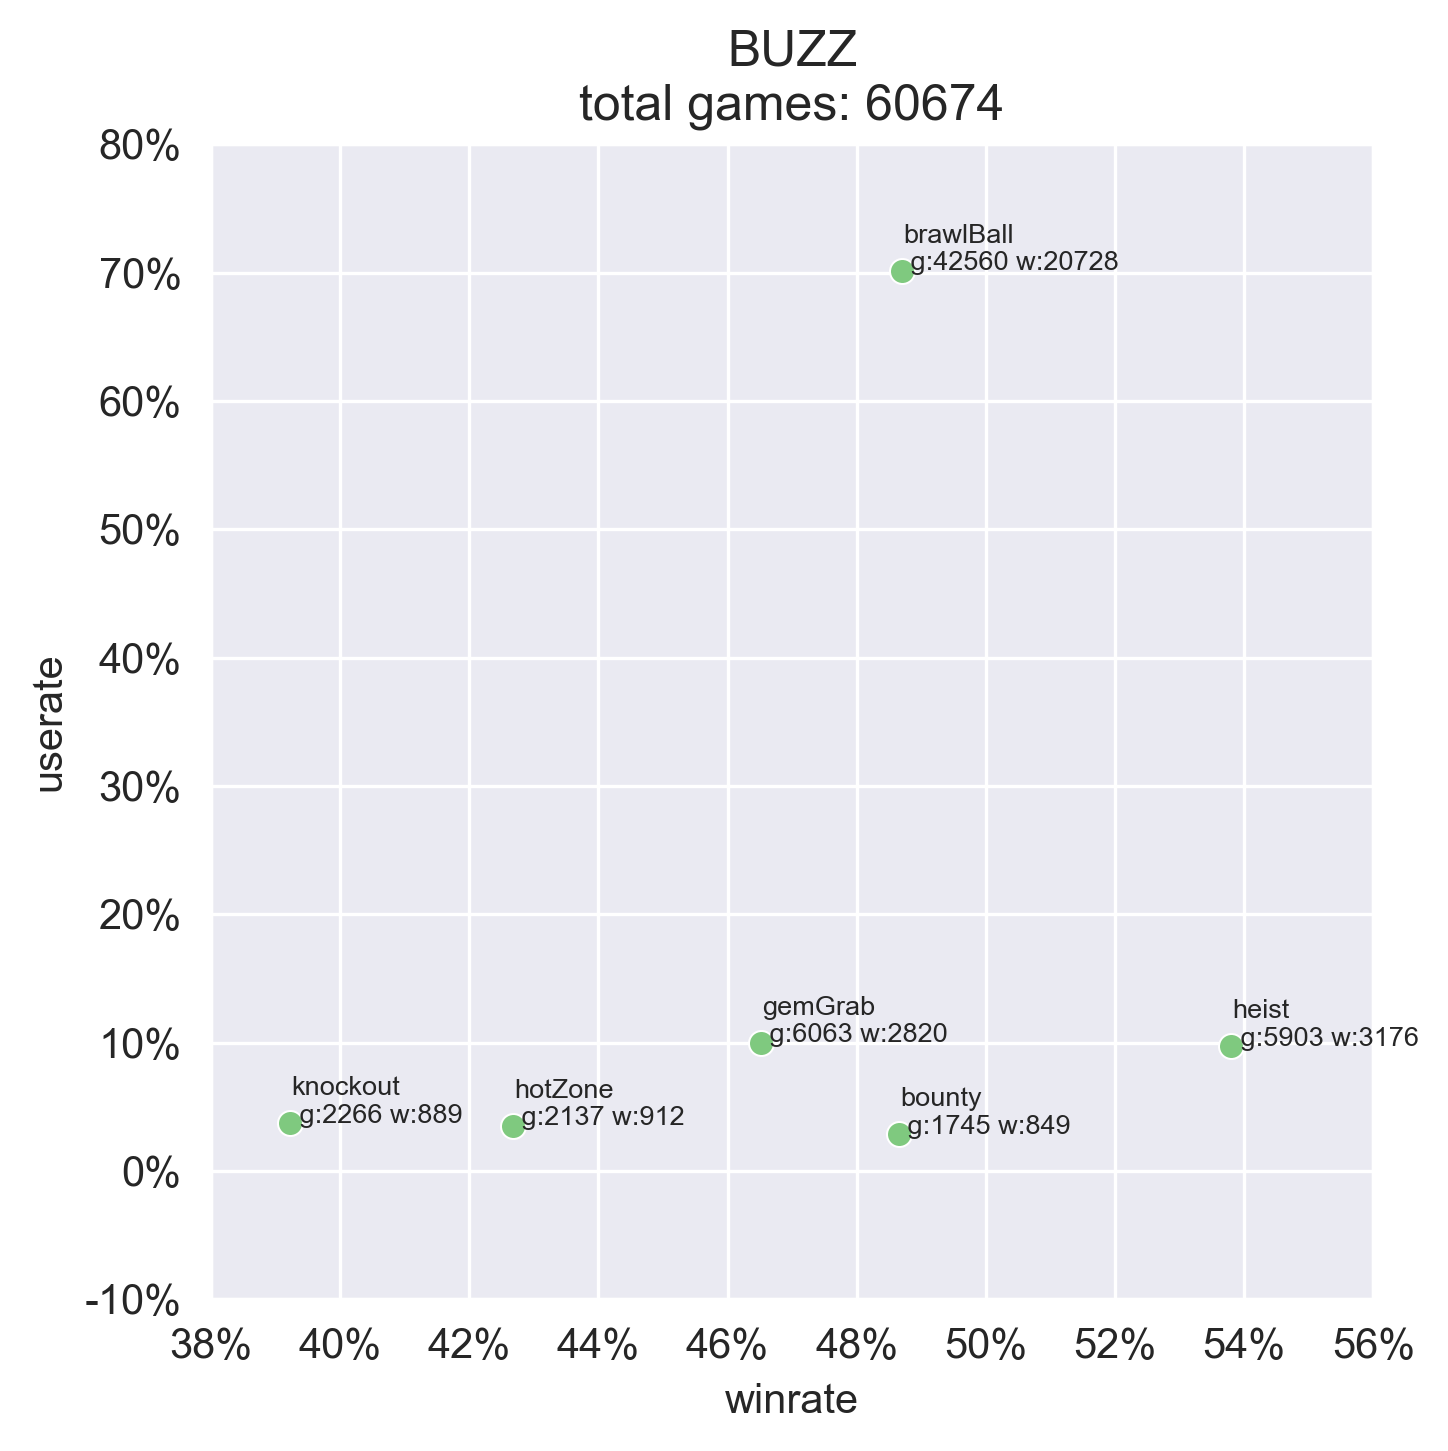 BUZZ
total games: 60674
80%
70%
60%
50%
40%
30%
20%
10%
0%
-10%
userate
brawlBall
g:42560 w:20728
gemGrab
g:6063 w:2820
heist
g:5903 w:3176
knockout
g:2266 w:889
hotZone
g:2137 w:912
bounty
g:1745 w:849
38% 40% 42% 44% 46% 48% 50% 52% 54% 56%
winrate